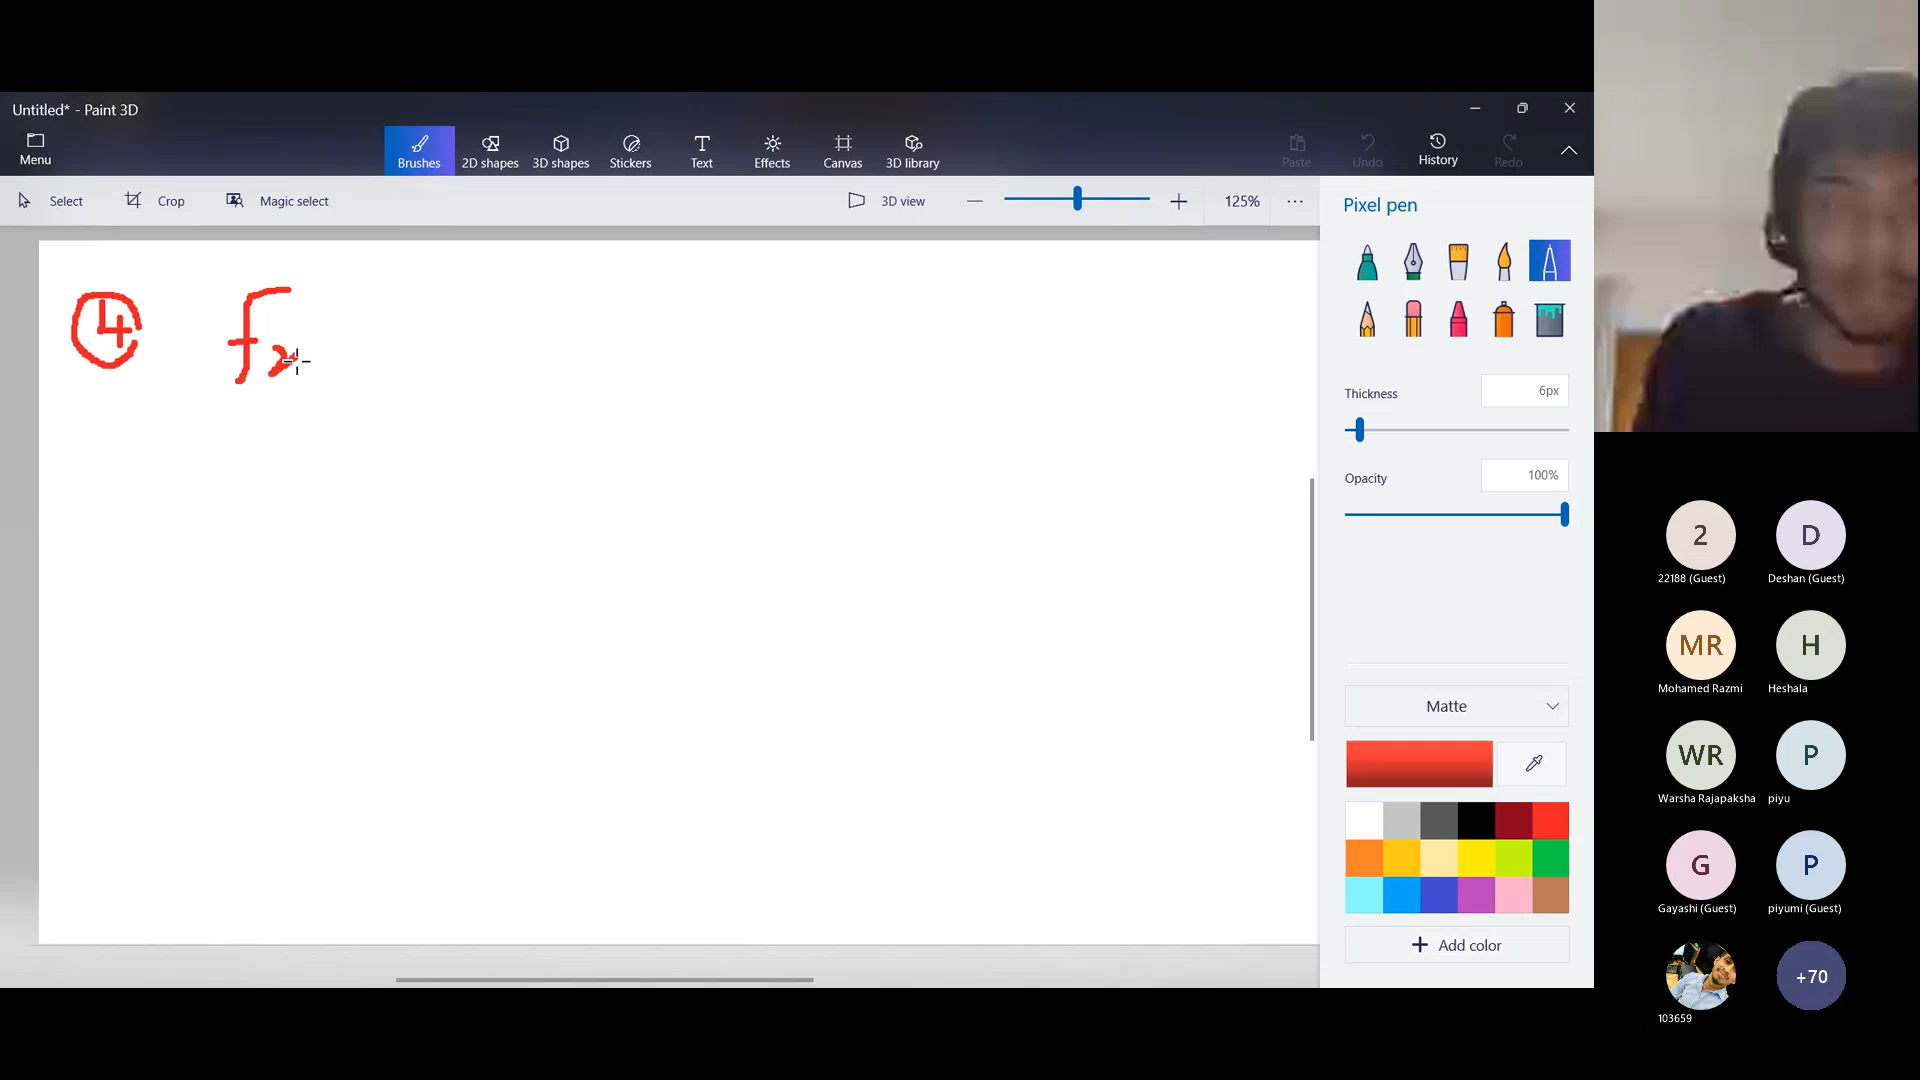 Untitled* - Paint 3D
Menu
Brushes
2D shapes
3D shapes
Stickers
Text
Effects
Canvas
3D library
Paste
Undo
History
Redo
Select
Crop
Magic select
3D view
125%
Pixel pen
4 f
Thickness
6px
Opacity
100%
Matte
Add color
2
D
22188 (Guest)
Deshan (Guest)
MR
H
Mohamed Razmi
Heshala
WR
P
Warsha Rajapaksha
piyu
G
P
Gayashi (Guest)
piyumi (Guest)
+70
103659